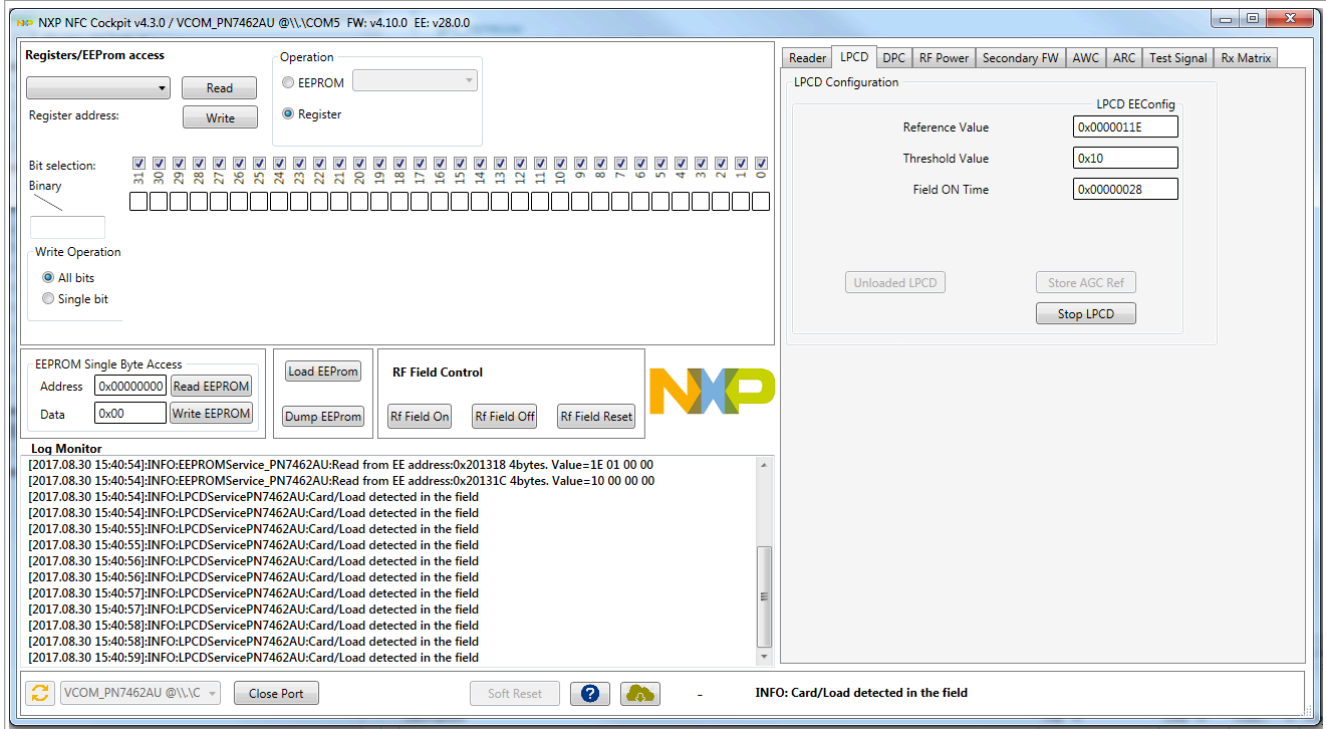 NXP NFC Cockpit v4.3.0 / VCOM_PN7462AU @\\.\COM5 FW: v4.10.0 EE: v28.0.0
Registers/EEProm access
Read
Register address:
Write
Operation
EEPROM
Register
Bit selection:
31 30 29 28 27 26 25 24 23 22 21 20 19 18 17 16 15 14 13 12 11 10 9 8 7 6 5 4 3 2 1 0
Binary
Write Operation
All bits
Single bit
EEPROM Single Byte Access
Address 0x00000000 Read EEPROM
Data 0x00 Write EEPROM
Load EEProm
Dump EEProm
RF Field Control
Rf Field On Rf Field Off Rf Field Reset
NXP
Log Monitor
[2017.08.30 15:40:54]:INFO:EEPROMService_PN7462AU:Read from EE address:0x201318 4bytes. Value=1E 01 00 00
[2017.08.30 15:40:54]:INFO:EEPROMService_PN7462AU:Read from EE address:0x20131C 4bytes. Value=10 00 00 00
[2017.08.30 15:40:54]:INFO:LPCDServicePN7462AU:Card/Load detected in the field
[2017.08.30 15:40:54]:INFO:LPCDServicePN7462AU:Card/Load detected in the field
[2017.08.30 15:40:55]:INFO:LPCDServicePN7462AU:Card/Load detected in the field
[2017.08.30 15:40:55]:INFO:LPCDServicePN7462AU:Card/Load detected in the field
[2017.08.30 15:40:56]:INFO:LPCDServicePN7462AU:Card/Load detected in the field
[2017.08.30 15:40:56]:INFO:LPCDServicePN7462AU:Card/Load detected in the field
[2017.08.30 15:40:57]:INFO:LPCDServicePN7462AU:Card/Load detected in the field
[2017.08.30 15:40:57]:INFO:LPCDServicePN7462AU:Card/Load detected in the field
[2017.08.30 15:40:58]:INFO:LPCDServicePN7462AU:Card/Load detected in the field
[2017.08.30 15:40:58]:INFO:LPCDServicePN7462AU:Card/Load detected in the field
[2017.08.30 15:40:59]:INFO:LPCDServicePN7462AU:Card/Load detected in the field
Reader LPCD DPC RF Power Secondary FW AWC ARC Test Signal Rx Matrix
LPCD Configuration
LPCD EEConfig
Reference Value 0x0000011E
Threshold Value 0x10
Field ON Time 0x00000028
Unloaded LPCD Store AGC Ref
Stop LPCD
VCOM_PN7462AU @\\.\C Close Port Soft Reset ? - INFO: Card/Load detected in the field